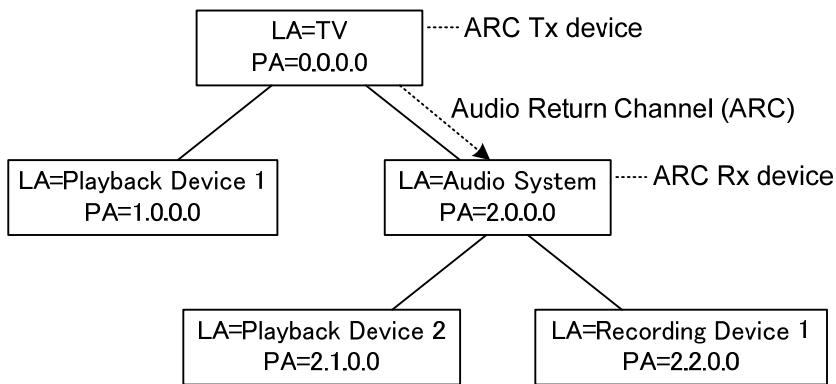 LA=TV
PA=0.0.0.0
ARC Tx device
Audio Return Channel (ARC)
LA=Playback Device 1
PA=1.0.0.0
LA=Audio System
PA=2.0.0.0
ARC Rx device
LA=Playback Device 2
PA=2.1.0.0
LA=Recording Device 1
PA=2.2.0.0